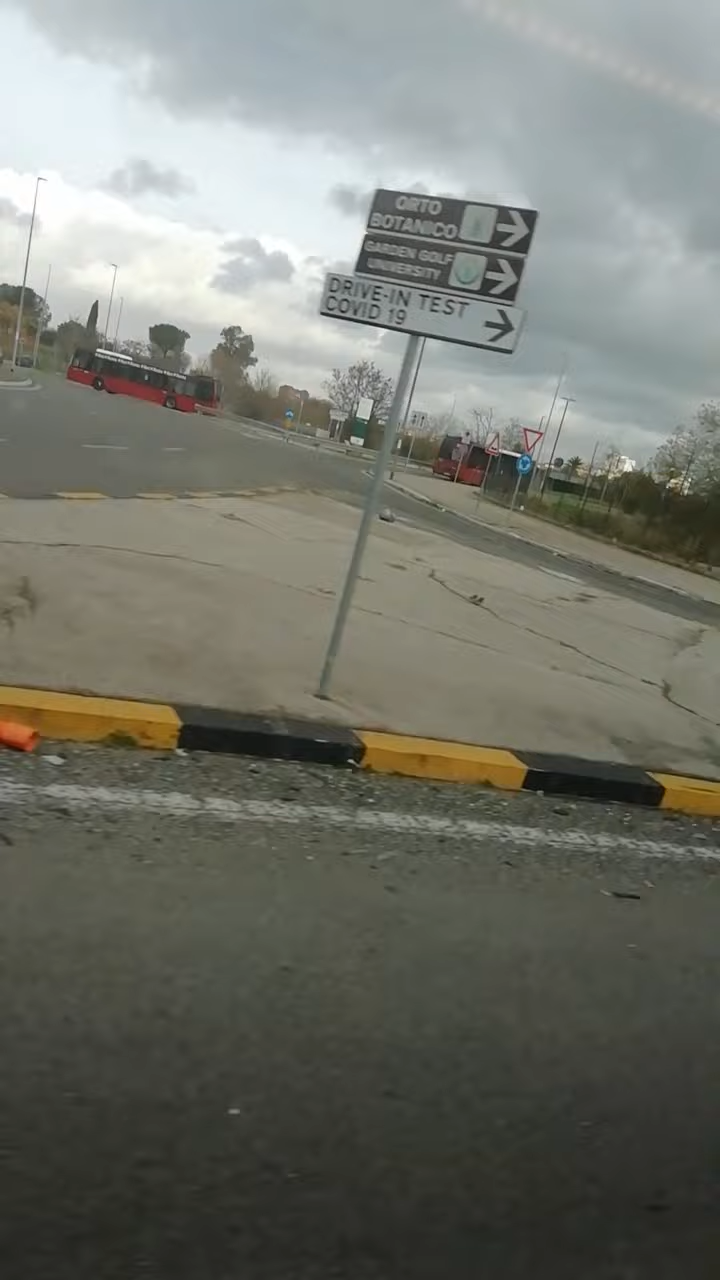 ORTO
BOTANICO
GARDEN GOLF
UNIVERSITY
DRIVE-IN TEST
COVID 19